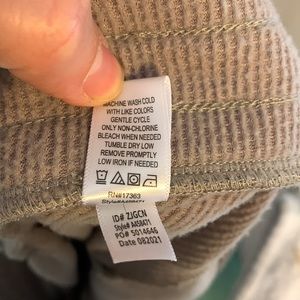 MACHINE WASH COLD
WITH LIKE COLORS
GENTLE CYCLE
ONLY NON-CHLORINE
BLEACH WHEN NEEDED
TUMBLE DRY LOW
REMOVE PROMPTLY
LOW IRON IF NEEDED
RN#17363
ID# ZJGCN
Style# A458471
PO# 5014646
Date 082021